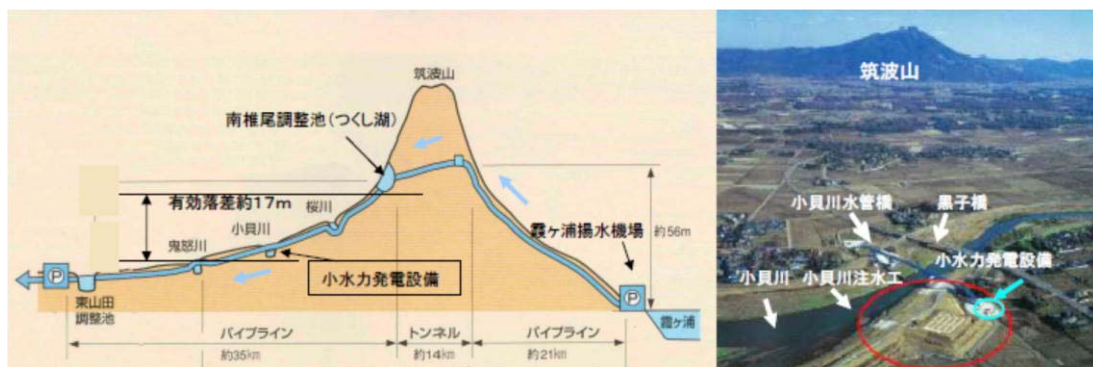 筑波山
南椎尾調整池(つくし湖)
有効落差約17m
桜川
小貝川
鬼怒川
霞ヶ浦揚水機場
約56m
小水力発電設備
P
東山田
調整池
P
霞ヶ浦
パイプライン
トンネル
パイプライン
約35km
約14km
約21km
筑波山
小貝川水管橋
黒子橋
小水力発電設備
小貝川
小貝川注水工